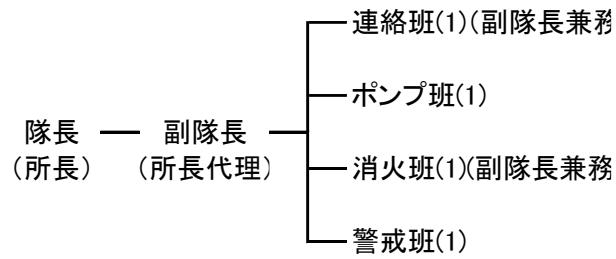 連絡班(1)(副隊長兼務
ポンプ班(1)
隊長 副隊長
(所長) (所長代理)
消火班(1)(副隊長兼務
警戒班(1)